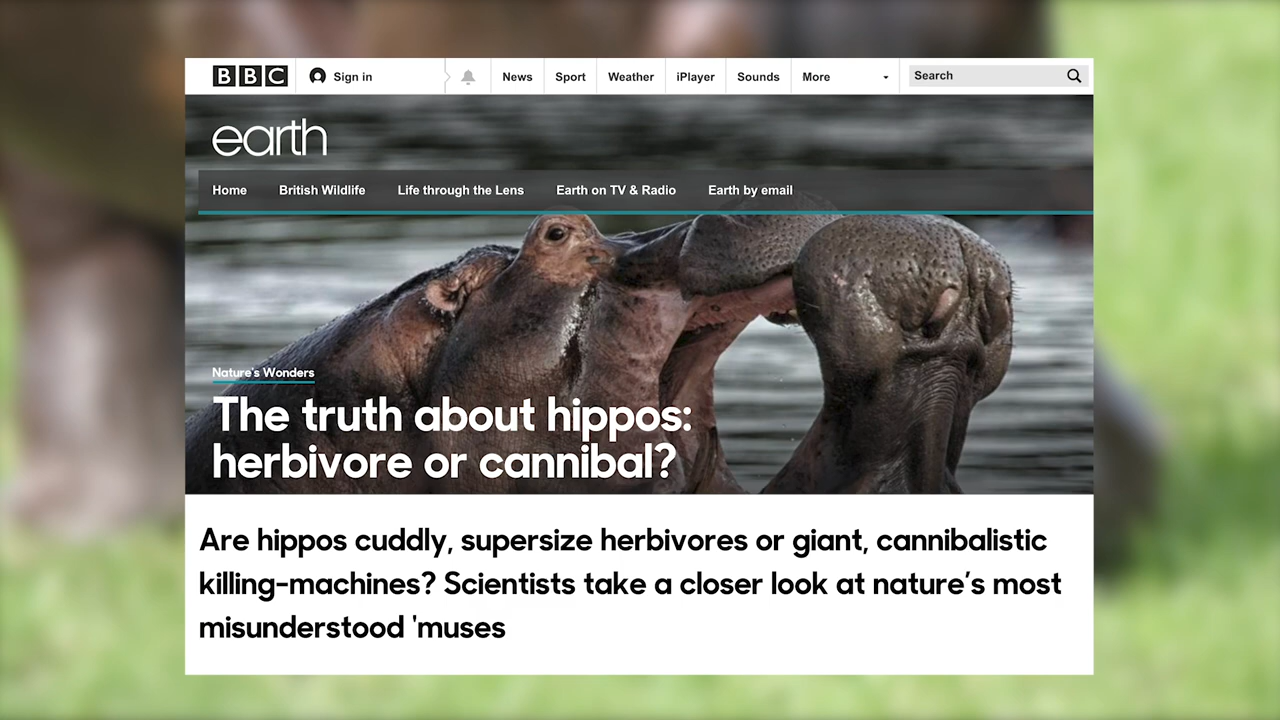 BBC Sign in News Sport Weather iPlayer Sounds More Search
earth
Home British Wildlife Life through the Lens Earth on TV & Radio Earth by email
Nature's Wonders
The truth about hippos:
herbivore or cannibal?
Are hippos cuddly, supersize herbivores or giant, cannibalistic
killing-machines? Scientists take a closer look at nature's most
misunderstood 'muses